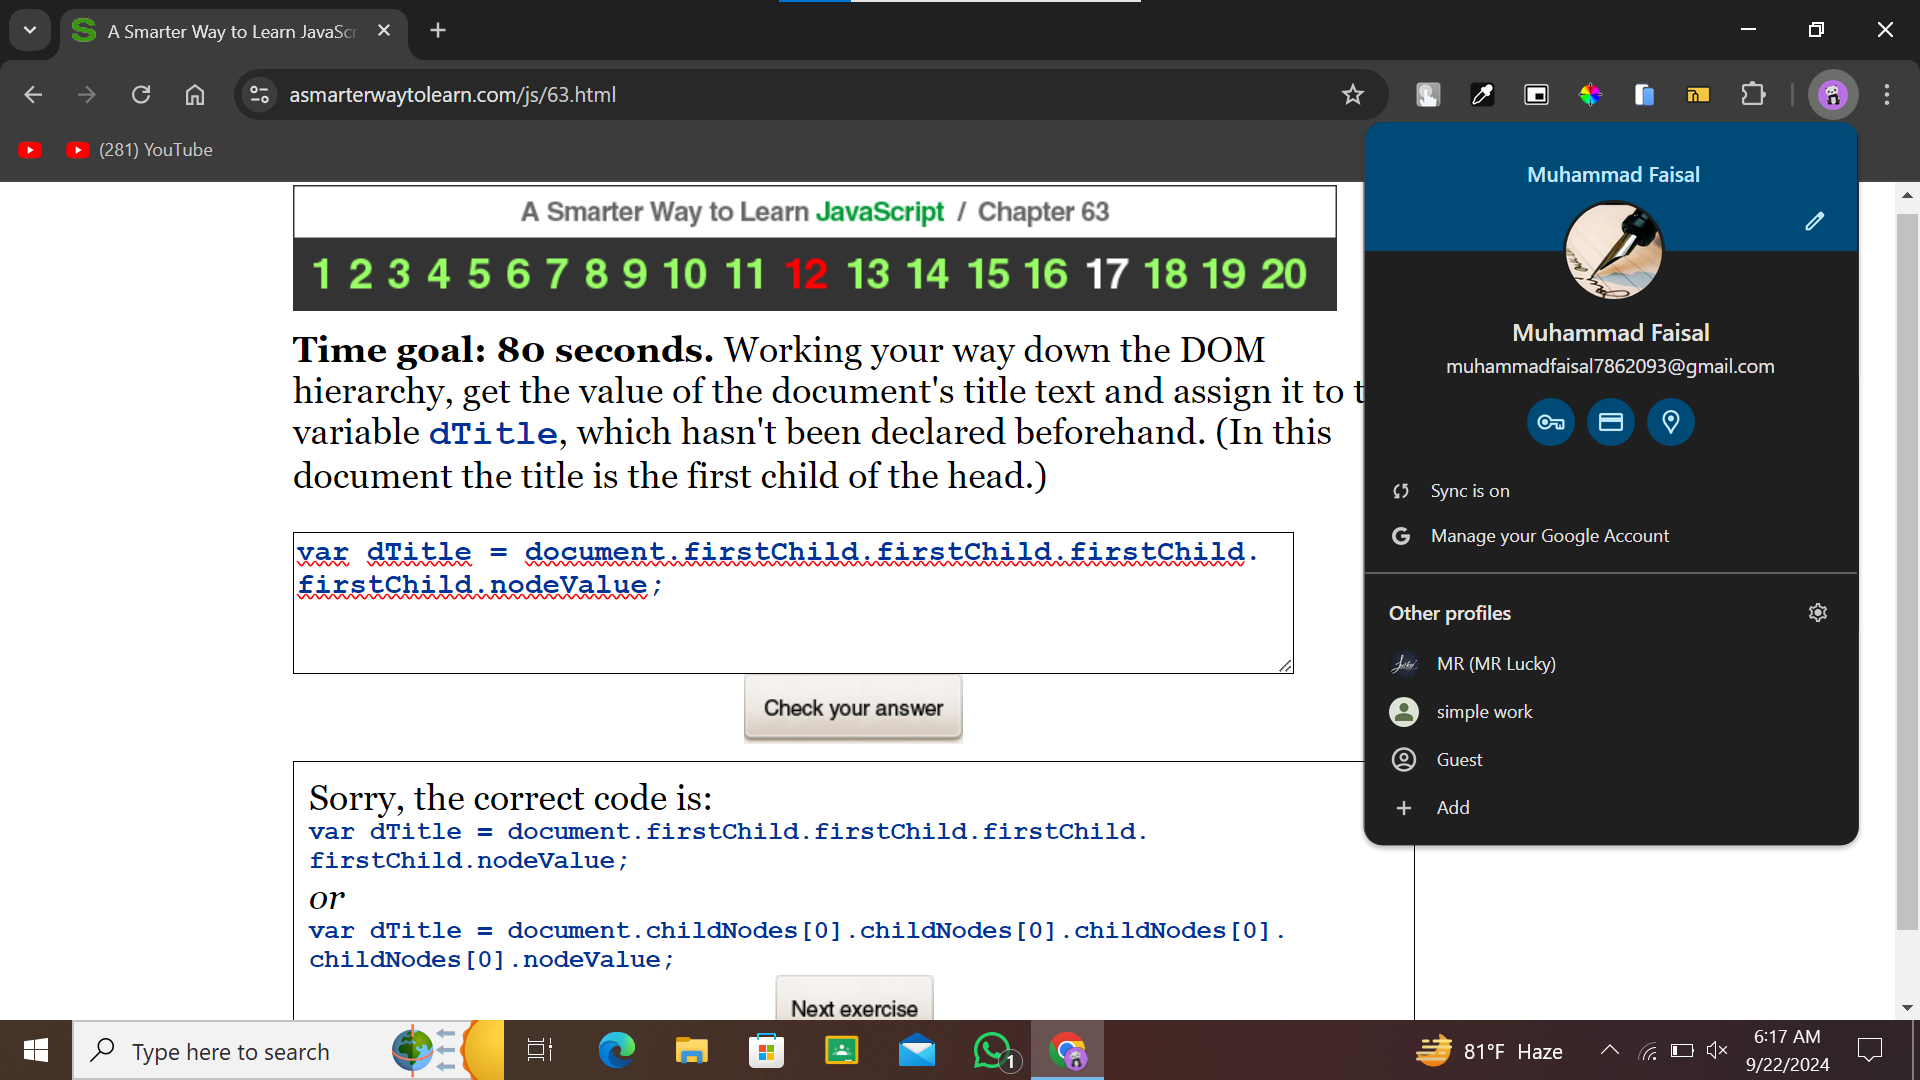 A Smarter Way to Learn JavaScr
asmarterwaytolearn.com/js/63.html
(281) YouTube
A Smarter Way to Learn JavaScript / Chapter 63
1 2 3 4 5 6 7 8 9 10 11 12 13 14 15 16 17 18 19 20
Time goal: 80 seconds. Working your way down the DOM
hierarchy, get the value of the document's title text and assign it to t
variable dTitle, which hasn't been declared beforehand. (In this
document the title is the first child of the head.)
var dTitle = document.firstChild.firstChild.firstChild.
firstChild.nodeValue;
Check your answer
Sorry, the correct code is:
var dTitle = document.firstChild.firstChild.firstChild.
firstChild.nodeValue;
or
var dTitle = document.childNodes[0].childNodes[0].childNodes[0].
childNodes[0].nodeValue;
Next exercise
Muhammad Faisal
Muhammad Faisal
muhammadfaisal7862093@gmail.com
Sync is on
Manage your Google Account
Other profiles
MR (MR Lucky)
simple work
Guest
Add
Type here to search
1
81°F Haze
6:17 AM
9/22/2024